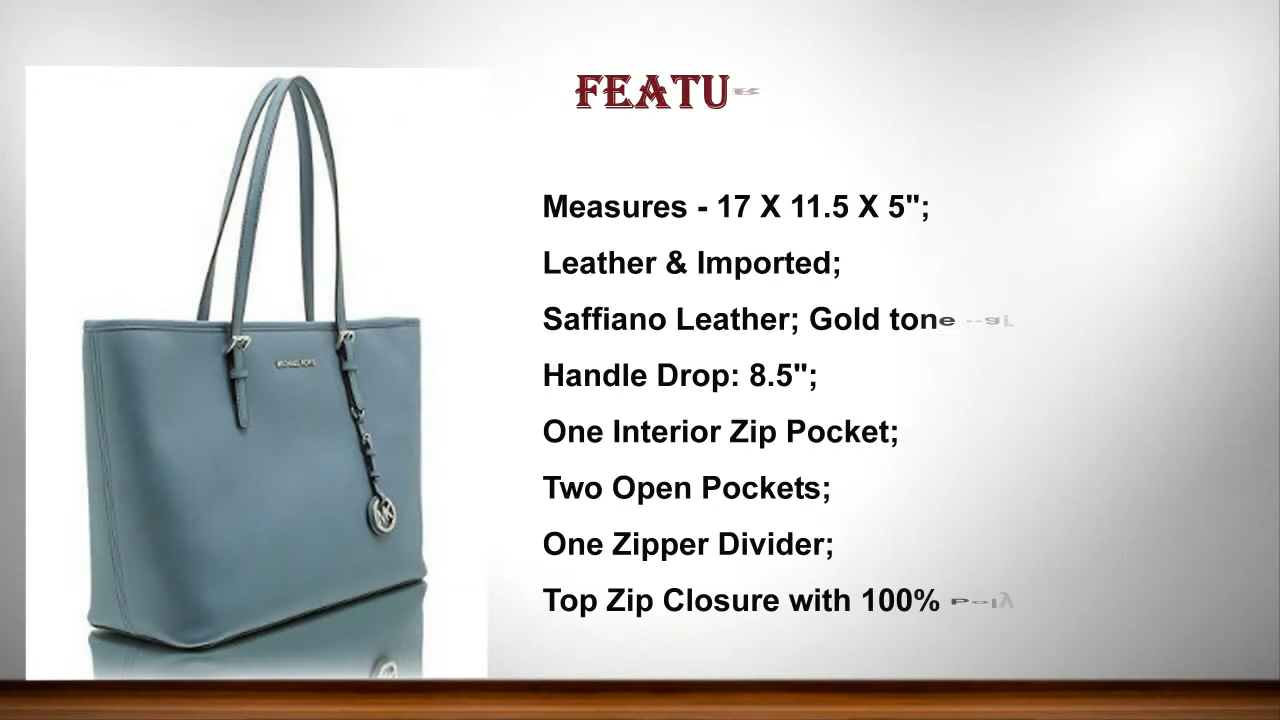 FEATU
Measures - 17 X 11.5 X 5";
Leather & Imported;
Saffiano Leather; Gold tone
Handle Drop: 8.5";
One Interior Zip Pocket;
Two Open Pockets;
One Zipper Divider;
Top Zip Closure with 100%
MICHAEL KORS
MK